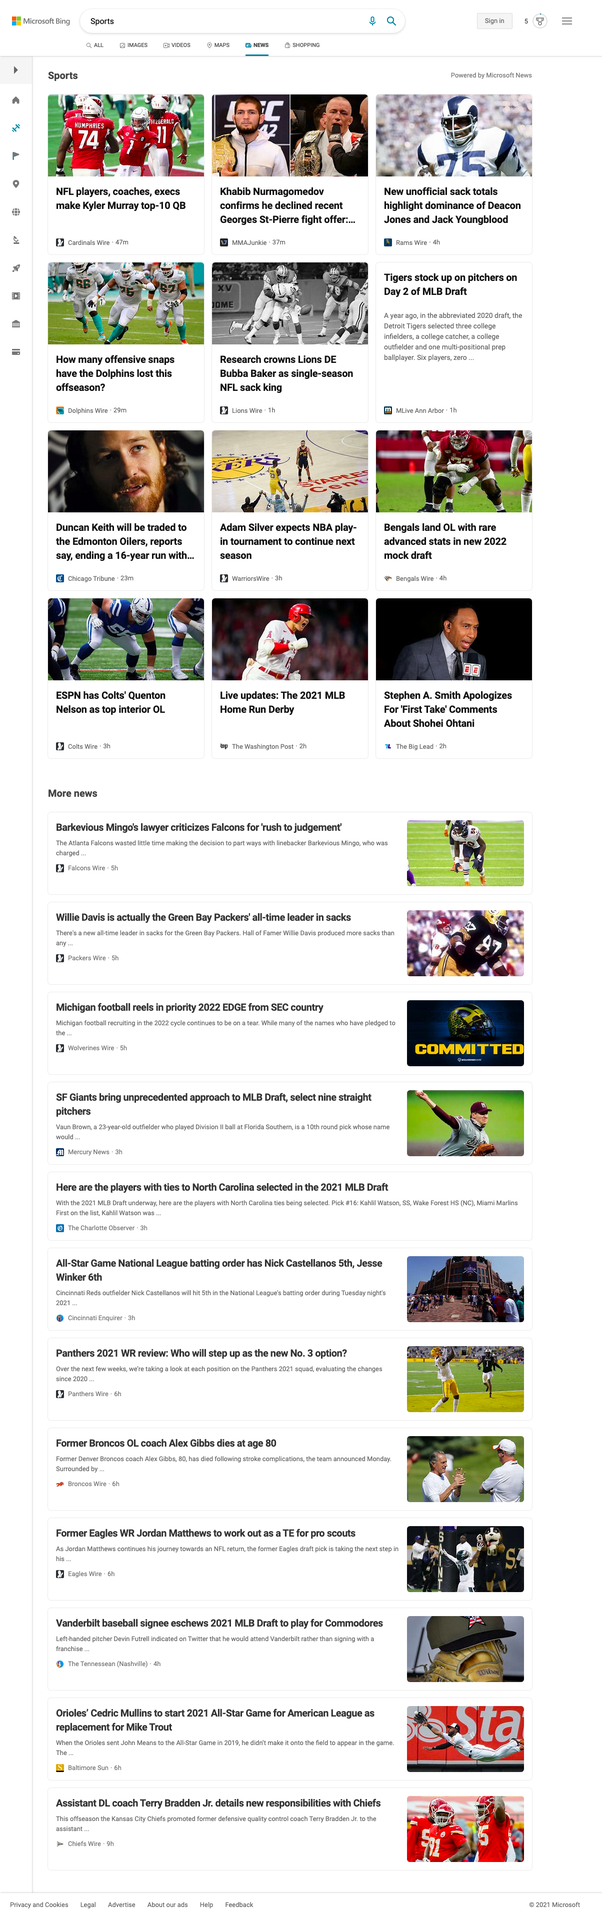 Microsoft Bing
Sports
Sign in
5
ALL
IMAGES
VIDEOS
MAPS
NEWS
SHOPPING
Sports
Powered by Microsoft News
HUMPHRIES
74
1
11
UFC
242
75
NFL players, coaches, execs
make Kyler Murray top-10 QB
Cardinals Wire · 47m
Khabib Nurmagomedov
confirms he declined recent
Georges St-Pierre fight offer:...
MMAJunkie · 37m
New unofficial sack totals
highlight dominance of Deacon
Jones and Jack Youngblood
Rams Wire · 4h
How many offensive snaps
have the Dolphins lost this
offseason?
Dolphins Wire · 29m
XV
DOME
Research crowns Lions DE
Bubba Baker as single-season
NFL sack king
Lions Wire · 1h
Tigers stock up on pitchers on
Day 2 of MLB Draft
A year ago, in the abbreviated 2020 draft, the
Detroit Tigers selected three college
infielders, a college catcher, a college
outfielder and one multi-positional prep
ballplayer. Six players, zero ...
MLive Ann Arbor · 1h
Duncan Keith will be traded to
the Edmonton Oilers, reports
say, ending a 16-year run with...
Chicago Tribune · 23m
Adam Silver expects NBA play-
in tournament to continue next
season
WarriorsWire · 3h
Bengals land OL with rare
advanced stats in new 2022
mock draft
Bengals Wire · 4h
ESPN has Colts' Quenton
Nelson as top interior OL
Colts Wire · 3h
Live updates: The 2021 MLB
Home Run Derby
The Washington Post · 2h
Stephen A. Smith Apologizes
For 'First Take' Comments
About Shohei Ohtani
The Big Lead · 2h
More news
Barkevious Mingo's lawyer criticizes Falcons for 'rush to judgement'
The Atlanta Falcons wasted little time making the decision to part ways with linebacker Barkevious Mingo, who was
charged ...
Falcons Wire · 5h
Willie Davis is actually the Green Bay Packers' all-time leader in sacks
There's a new all-time leader in sacks for the Green Bay Packers. Hall of Famer Willie Davis produced more sacks than
any ...
Packers Wire · 5h
87
Michigan football reels in priority 2022 EDGE from SEC country
Michigan football recruiting in the 2022 cycle continues to be on a tear. While many of the names who have pledged to
the ...
Wolverines Wire · 5h
COMMITTED
SF Giants bring unprecedented approach to MLB Draft, select nine straight
pitchers
Vaun Brown, a 23-year-old outfielder who played Division II ball at Florida Southern, is a 10th round pick whose name
would ...
Mercury News · 3h
Here are the players with ties to North Carolina selected in the 2021 MLB Draft
With the 2021 MLB Draft underway, here are the players with North Carolina ties being selected. Pick #16: Kahlil Watson, SS, Wake Forest HS (NC), Miami Marlins
First on the list, Kahlil Watson was ...
The Charlotte Observer · 3h
All-Star Game National League batting order has Nick Castellanos 5th, Jesse
Winker 6th
Cincinnati Reds outfielder Nick Castellanos will hit 5th in the National League's batting order during Tuesday night's
2021 ...
Cincinnati Enquirer · 3h
Panthers 2021 WR review: Who will step up as the new No. 3 option?
Over the next few weeks, we're taking a look at each position on the Panthers 2021 squad, evaluating the changes
since 2020 ...
Panthers Wire · 6h
Former Broncos OL coach Alex Gibbs dies at age 80
Former Denver Broncos coach Alex Gibbs, 80, has died following stroke complications, the team announced Monday.
Surrounded by ...
Broncos Wire · 6h
Former Eagles WR Jordan Matthews to work out as a TE for pro scouts
As Jordan Matthews continues his journey towards an NFL return, the former Eagles draft pick is taking the next step in
his ...
Eagles Wire · 6h
Vanderbilt baseball signee eschews 2021 MLB Draft to play for Commodores
Left-handed pitcher Devin Futrell indicated on Twitter that he would attend Vanderbilt rather than signing with a
franchise ...
The Tennessean (Nashville) · 4h
Wilson
Orioles' Cedric Mullins to start 2021 All-Star Game for American League as
replacement for Mike Trout
When the Orioles sent John Means to the All-Star Game in 2019, he didn't make it onto the field to appear in the game.
The ...
Baltimore Sun · 6h
Sta
Assistant DL coach Terry Bradden Jr. details new responsibilities with Chiefs
This offseason the Kansas City Chiefs promoted former defensive quality control coach Terry Bradden Jr. to the
assistant ...
Chiefs Wire · 9h
Privacy and Cookies
Legal
Advertise
About our ads
Help
Feedback
© 2021 Microsoft